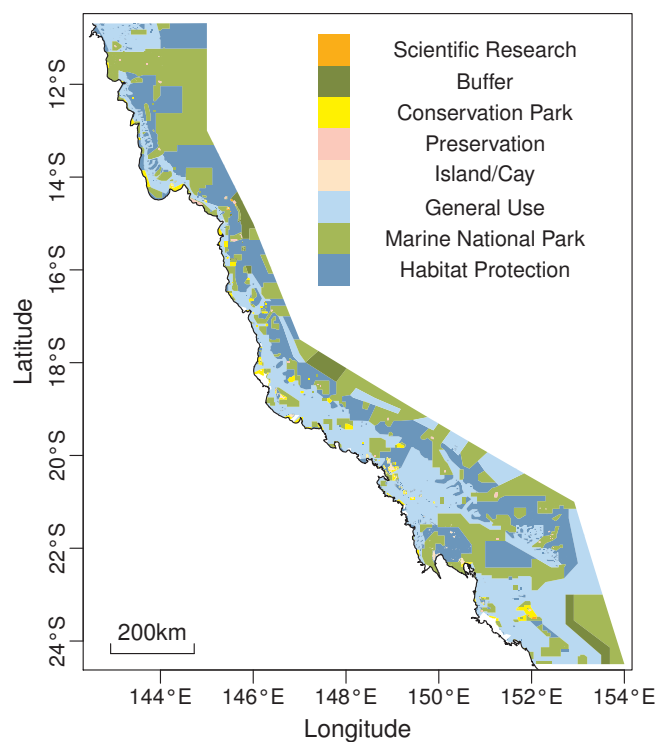 Scientific Research
Buffer
Conservation Park
Preservation
Island/Cay
General Use
Marine National Park
Habitat Protection
12°S
14°S
16°S
18°S
20°S
22°S
24°S
Latitude
200km
144°E
146°E
148°E
150°E
152°E
154°E
Longitude